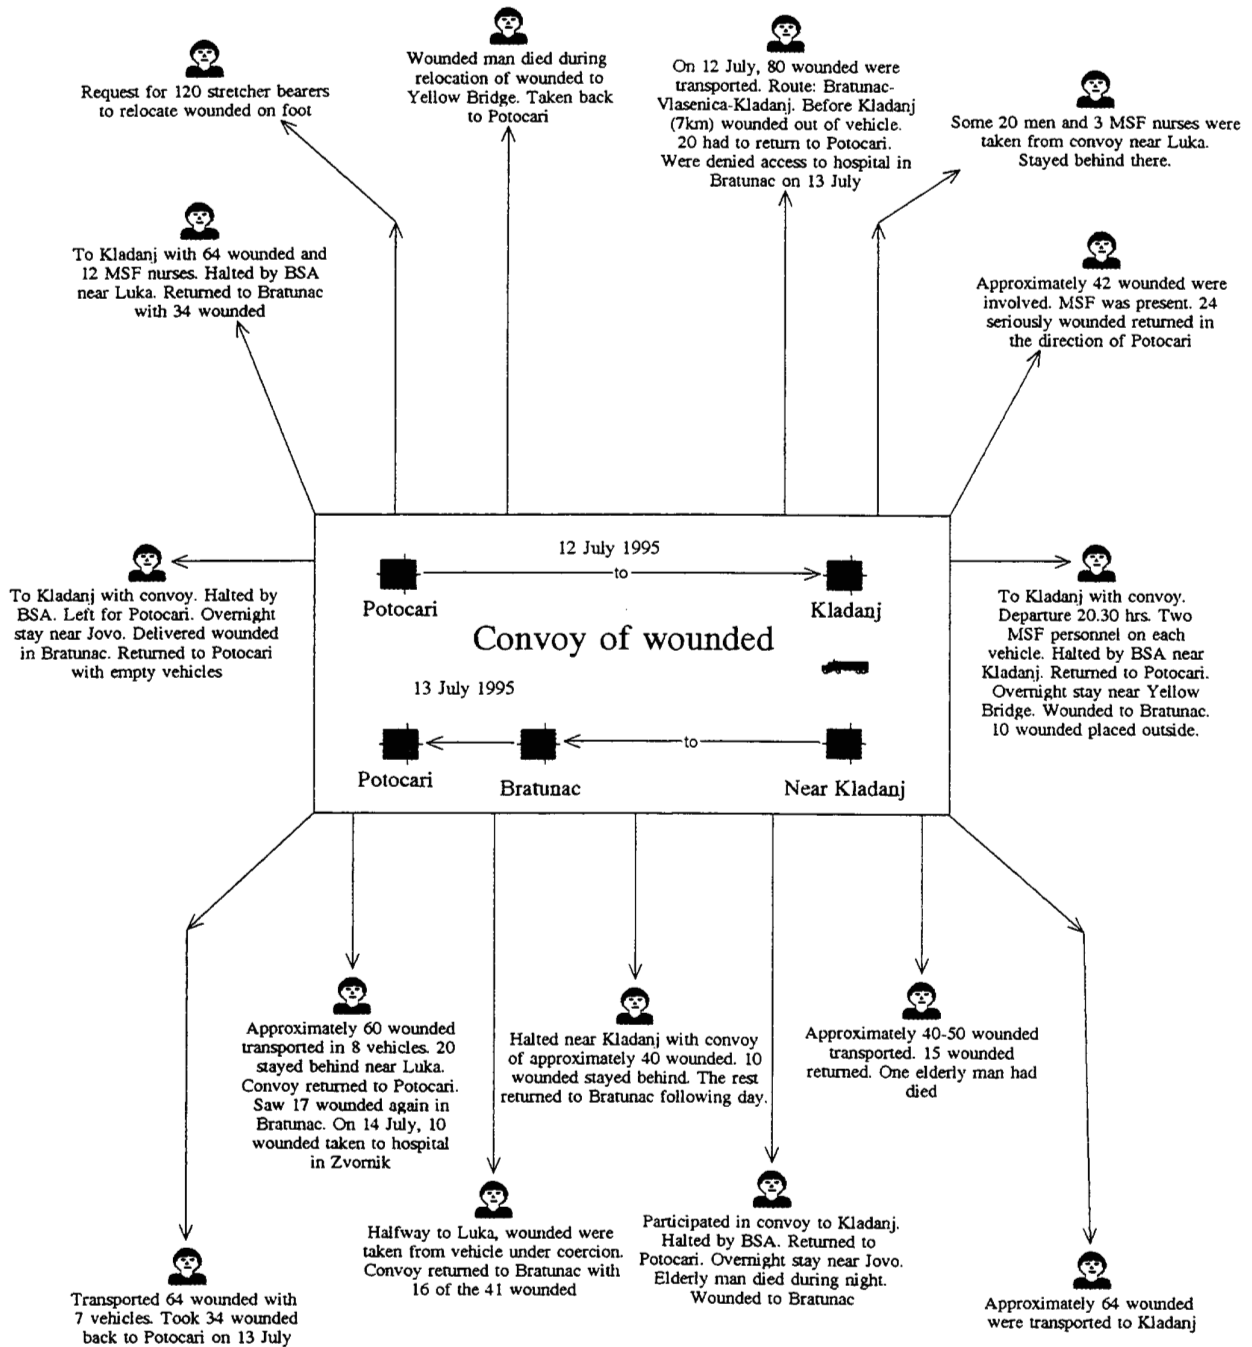 Request for 120 stretcher bearers
to relocate wounded on foot
Wounded man died during
relocation of wounded to
Yellow Bridge. Taken back
to Potocari
On 12 July, 80 wounded were
transported. Route: Bratunac-
Vlasenica-Kladanj. Before Kladanj
(7km) wounded out of vehicle.
20 had to return to Potocari.
Were denied access to hospital in
Bratunac on 13 July
Some 20 men and 3 MSF nurses were
taken from convoy near Luka.
Stayed behind there.
To Kladanj with 64 wounded and
12 MSF nurses. Halted by BSA
near Luka. Returned to Bratunac
with 34 wounded
Approximately 42 wounded were
involved. MSF was present. 24
seriously wounded returned in
the direction of Potocari
To Kladanj with convoy. Halted by
BSA. Left for Potocari. Overnight
stay near Jovo. Delivered wounded
in Bratunac. Returned to Potocari
with empty vehicles
12 July 1995
to
Potocari
Kladanj
Convoy of wounded
13 July 1995
to
Potocari
Bratunac
Near Kladanj
To Kladanj with convoy.
Departure 20.30 hrs. Two
MSF personnel on each
vehicle. Halted by BSA near
Kladanj. Returned to Potocari.
Overnight stay near Yellow
Bridge. Wounded to Bratunac.
10 wounded placed outside.
Approximately 60 wounded
transported in 8 vehicles. 20
stayed behind near Luka.
Convoy returned to Potocari.
Saw 17 wounded again in
Bratunac. On 14 July, 10
wounded taken to hospital
in Zvornik
Halted near Kladanj with convoy
of approximately 40 wounded. 10
wounded stayed behind. The rest
returned to Bratunac following day.
Approximately 40-50 wounded
transported. 15 wounded
returned. One elderly man had
died
Transported 64 wounded with
7 vehicles. Took 34 wounded
back to Potocari on 13 July
Halfway to Luka, wounded were
taken from vehicle under coercion.
Convoy returned to Bratunac with
16 of the 41 wounded
Participated in convoy to Kladanj.
Halted by BSA. Returned to
Potocari. Overnight stay near Jovo.
Elderly man died during night.
Wounded to Bratunac
Approximately 64 wounded
were transported to Kladanj